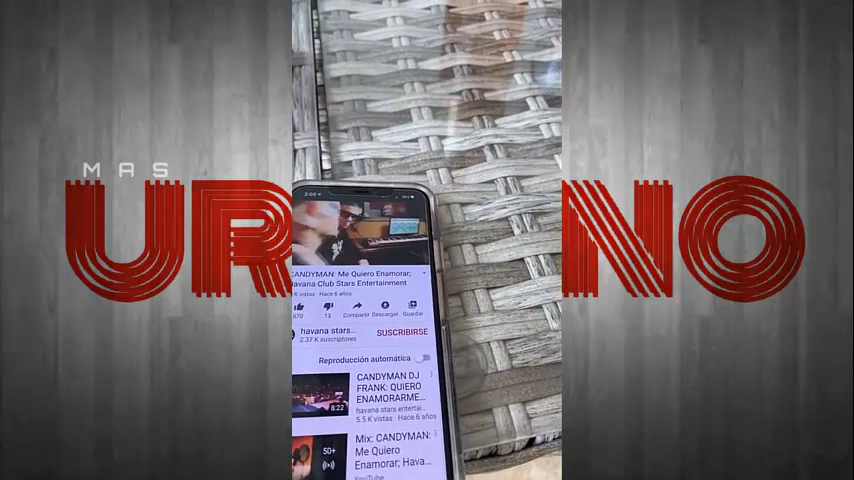 MAS
UR NO
CANDYMAN: Me Quiero Enamorar;
Havana Club Stars Entertainment
K vistas · Hace 6 años
870
13
Compartir
Descargar
Guardar
havana stars...
2.37 K suscriptores
SUSCRIBIRSE
Reproducción automática
CANDYMAN DJ
FRANK: QUIERO
ENAMORARME...
havana stars entertai...
5.5 K vistas · Hace 6 años
8:22
Mix: CANDYMAN:
Me Quiero
Enamorar; Hava...
YouTube
50+